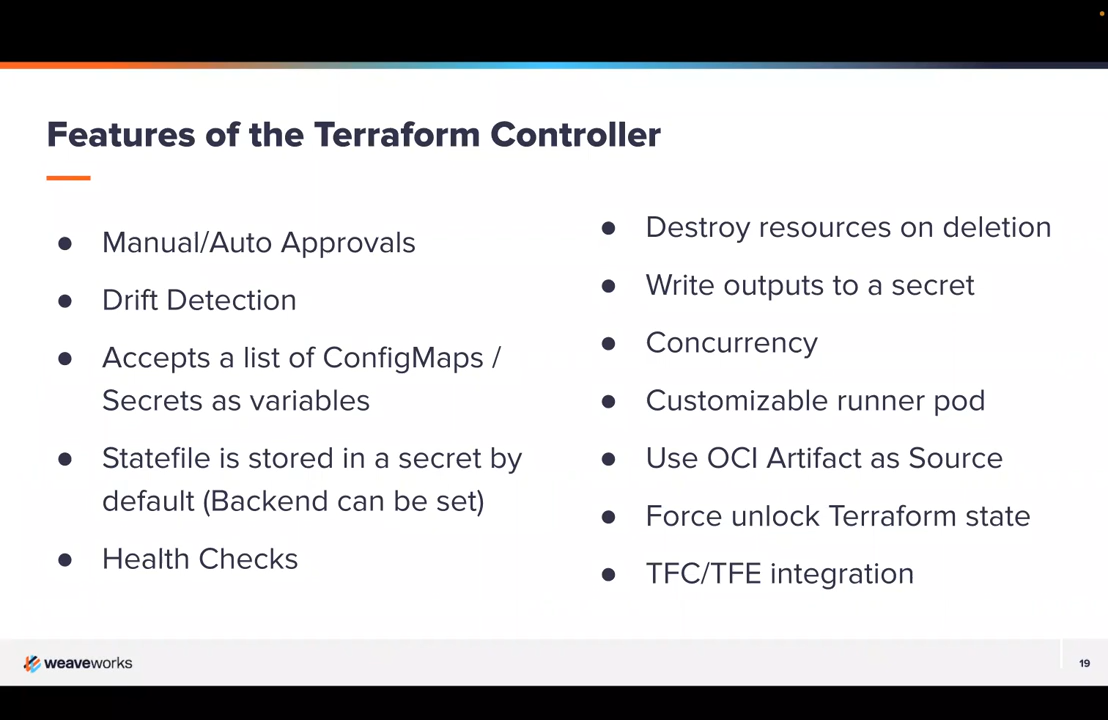 Features of the Terraform Controller
● Manual/Auto Approvals
● Drift Detection
● Accepts a list of ConfigMaps /
Secrets as variables
● Statefile is stored in a secret by
default (Backend can be set)
● Health Checks
● Destroy resources on deletion
● Write outputs to a secret
● Concurrency
● Customizable runner pod
● Use OCI Artifact as Source
● Force unlock Terraform state
● TFC/TFE integration
weaveworks
19